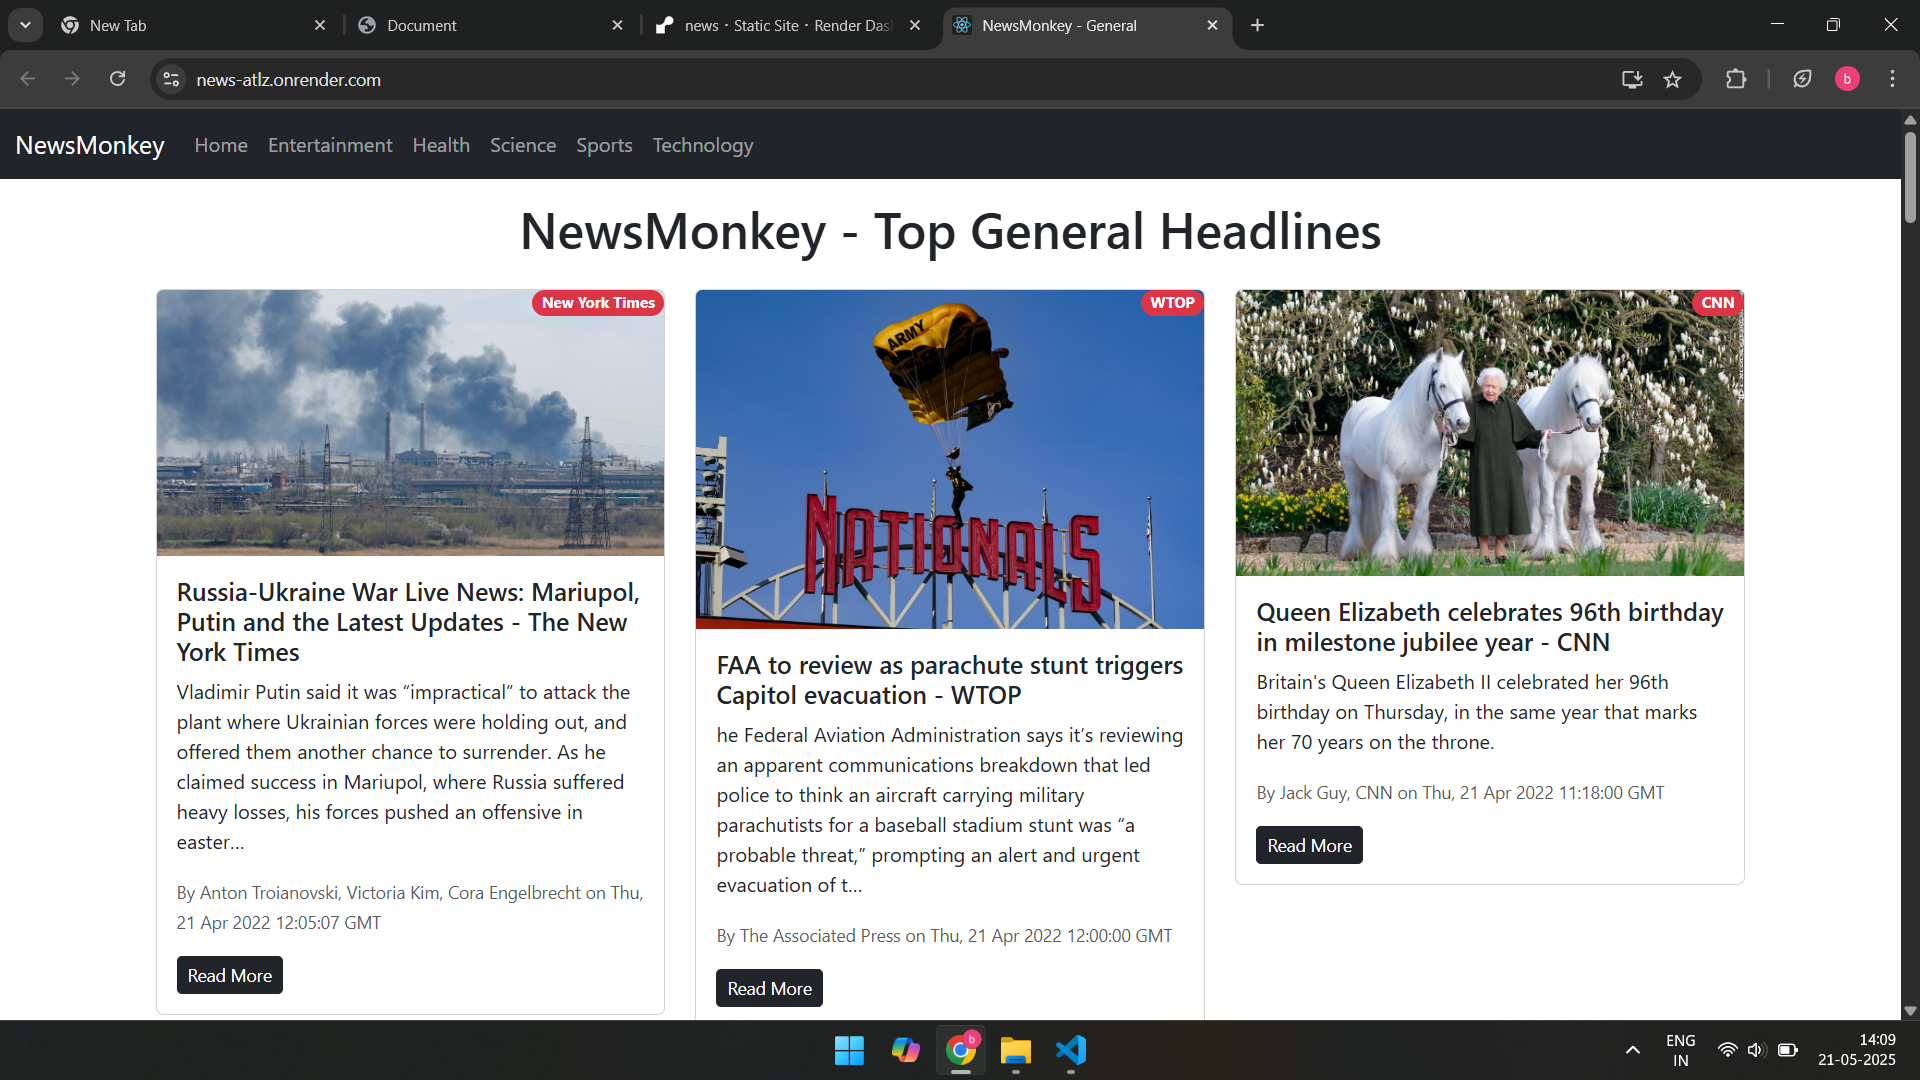 New Tab
Document
news · Static Site · Render Das
NewsMonkey - General
news-atlz.onrender.com
b
NewsMonkey
Home
Entertainment
Health
Science
Sports
Technology
NewsMonkey - Top General Headlines
New York Times
Russia-Ukraine War Live News: Mariupol,
Putin and the Latest Updates - The New
York Times
Vladimir Putin said it was “impractical” to attack the
plant where Ukrainian forces were holding out, and
offered them another chance to surrender. As he
claimed success in Mariupol, where Russia suffered
heavy losses, his forces pushed an offensive in
easter...
By Anton Troianovski, Victoria Kim, Cora Engelbrecht on Thu,
21 Apr 2022 12:05:07 GMT
Read More
WTOP
ARMY
NATIONALS
FAA to review as parachute stunt triggers
Capitol evacuation - WTOP
he Federal Aviation Administration says it’s reviewing
an apparent communications breakdown that led
police to think an aircraft carrying military
parachutists for a baseball stadium stunt was “a
probable threat,” prompting an alert and urgent
evacuation of t...
By The Associated Press on Thu, 21 Apr 2022 12:00:00 GMT
Read More
CNN
Queen Elizabeth celebrates 96th birthday
in milestone jubilee year - CNN
Britain's Queen Elizabeth II celebrated her 96th
birthday on Thursday, in the same year that marks
her 70 years on the throne.
By Jack Guy, CNN on Thu, 21 Apr 2022 11:18:00 GMT
Read More
b
ENG
IN
14:09
21-05-2025